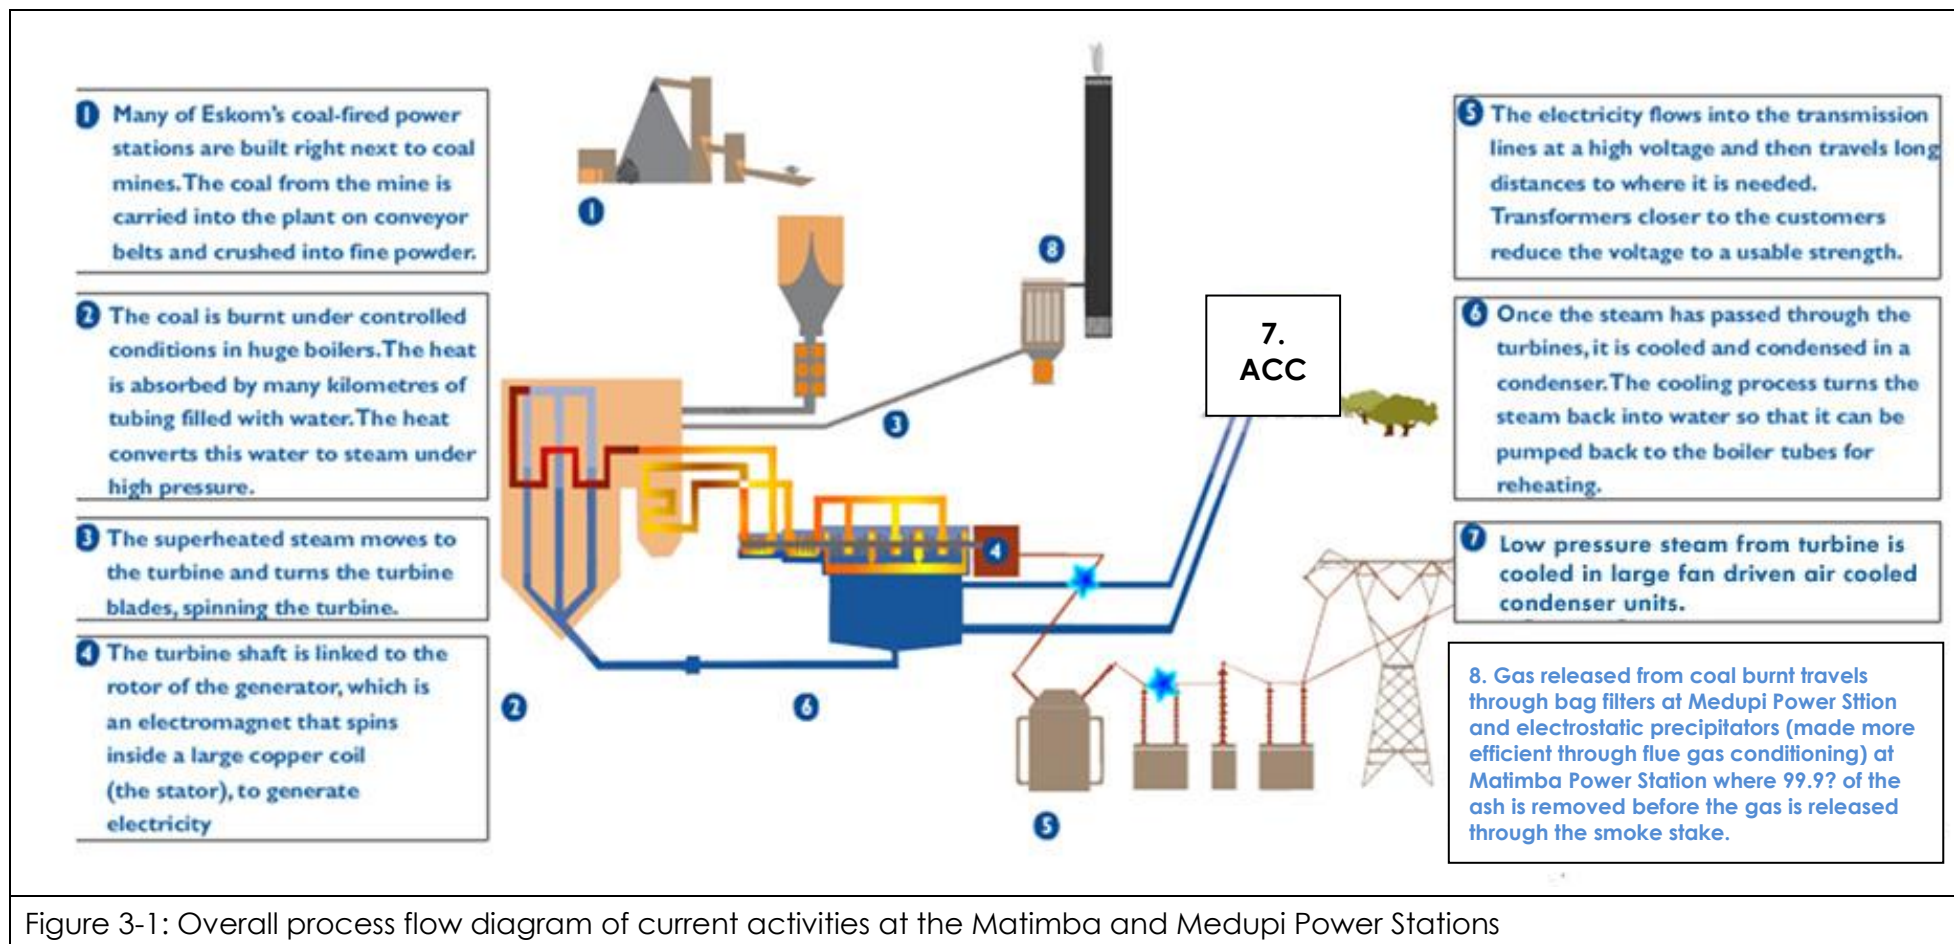 1 Many of Eskom's coal-fired power
stations are built right next to coal
mines. The coal from the mine is
carried into the plant on conveyor
belts and crushed into fine powder.
2 The coal is burnt under controlled
conditions in huge boilers. The heat
is absorbed by many kilometres of
tubing filled with water. The heat
converts this water to steam under
high pressure.
3 The superheated steam moves to
the turbine and turns the turbine
blades, spinning the turbine.
4 The turbine shaft is linked to the
rotor of the generator, which is
an electromagnet that spins
inside a large copper coil
(the stator), to generate
electricity
1
8
3
7.
ACC
4
2
6
5
5 The electricity flows into the transmission
lines at a high voltage and then travels long
distances to where it is needed.
Transformers closer to the customers
reduce the voltage to a usable strength.
6 Once the steam has passed through the
turbines, it is cooled and condensed in a
condenser. The cooling process turns the
steam back into water so that it can be
pumped back to the boiler tubes for
reheating.
7 Low pressure steam from turbine is
cooled in large fan driven air cooled
condenser units.
8. Gas released from coal burnt travels
through bag filters at Medupi Power Sttion
and electrostatic precipitators (made more
efficient through flue gas conditioning) at
Matimba Power Station where 99.9? of the
ash is removed before the gas is released
through the smoke stake.
Figure 3-1: Overall process flow diagram of current activities at the Matimba and Medupi Power Stations